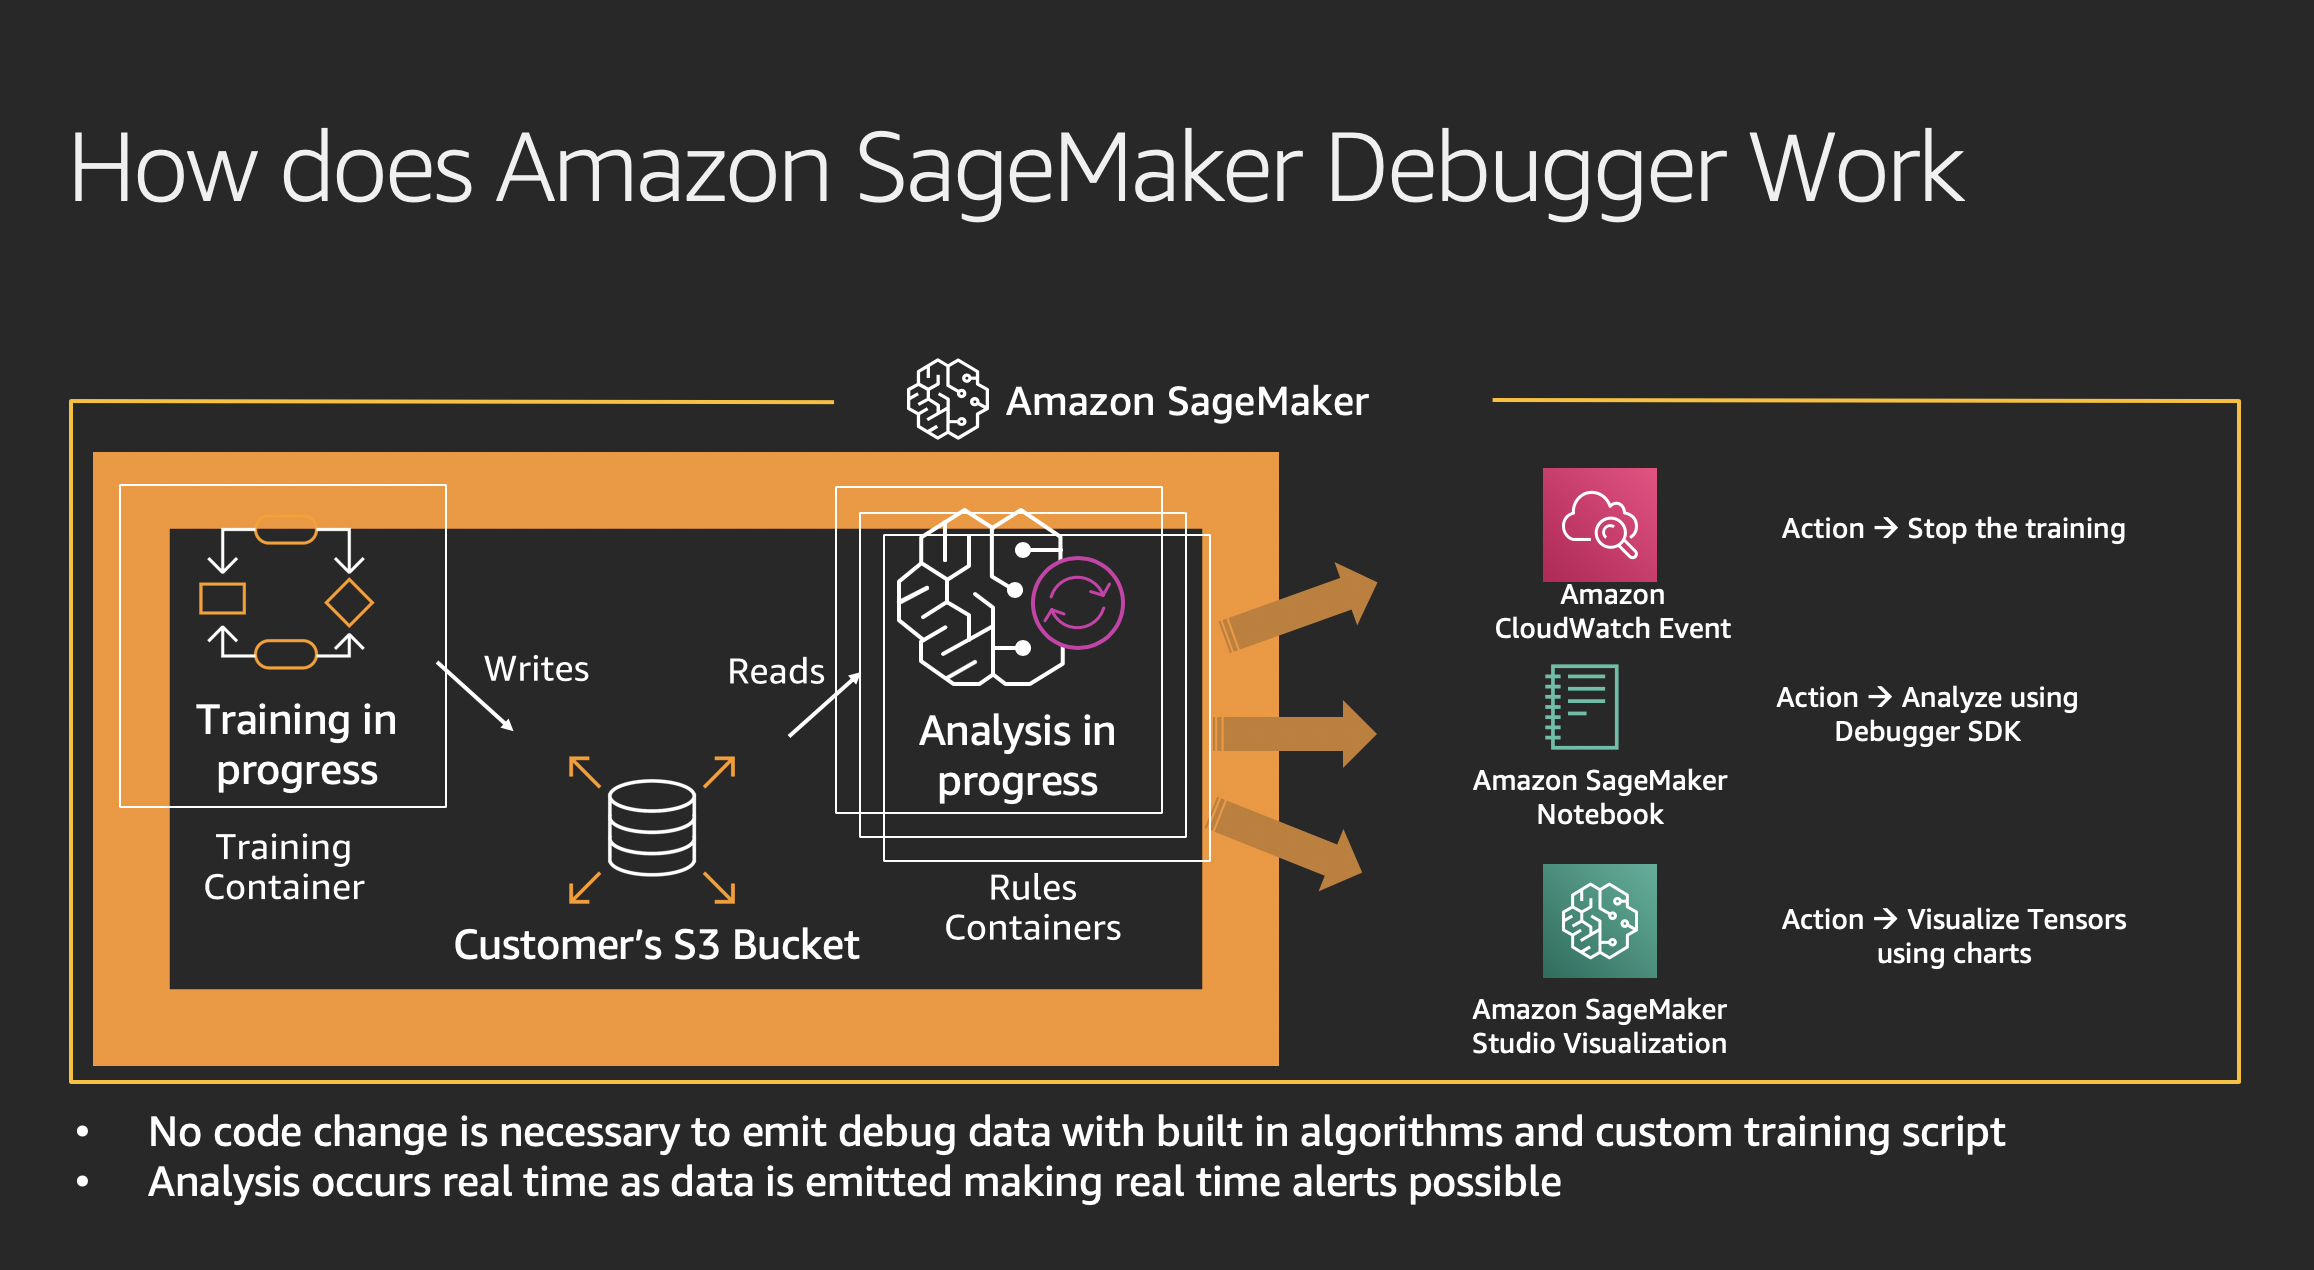 How does Amazon SageMaker Debugger Work
Amazon SageMaker
Training in
progress
Training
Container
Writes
Customer's S3 Bucket
Reads
Analysis in
progress
Rules
Containers
Amazon
CloudWatch Event
Action → Stop the training
Amazon SageMaker
Notebook
Action → Analyze using
Debugger SDK
Amazon SageMaker
Studio Visualization
Action → Visualize Tensors
using charts
• No code change is necessary to emit debug data with built in algorithms and custom training script
• Analysis occurs real time as data is emitted making real time alerts possible